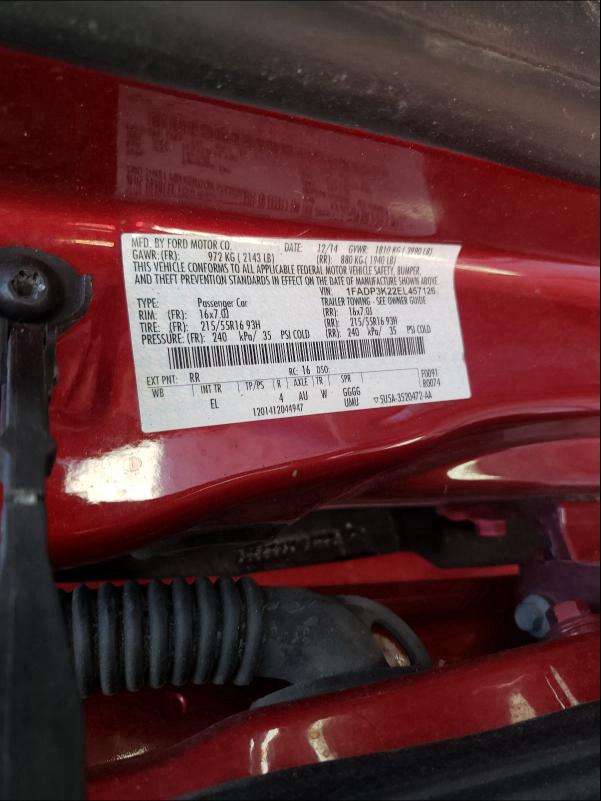 MFD. BY FORD MOTOR CO. DATE: 12/14 GVWR: 1810 KG ( 3990 LB)
GAWR: (FR): 972 KG ( 2143 LB) (RR): 880 KG ( 1940 LB)
THIS VEHICLE CONFORMS TO ALL APPLICABLE FEDERAL MOTOR VEHICLE SAFETY, BUMPER,
AND THEFT PREVENTION STANDARDS IN EFFECT ON THE DATE OF MANUFACTURE SHOWN ABOVE.
VIN: 1FADP3K22EL457126
TYPE: Passenger Car TRAILER TOWING - SEE OWNER GUIDE
RIM: (FR): 16x7.0J (RR): 16x7.0J
TIRE: (FR): 215/55R16 93H (RR): 215/55R16 93H
PRESSURE: (FR): 240 kPa/ 35 PSI COLD (RR): 240 kPa/ 35 PSI COLD
EXT PNT: RR RC: 16 DSO: F0091
WB INT TR TP/PS R AXLE TR SPR R0074
EL 4 AU W GGGG
1201412044947 UMU ▽5U5A-3520472-AA